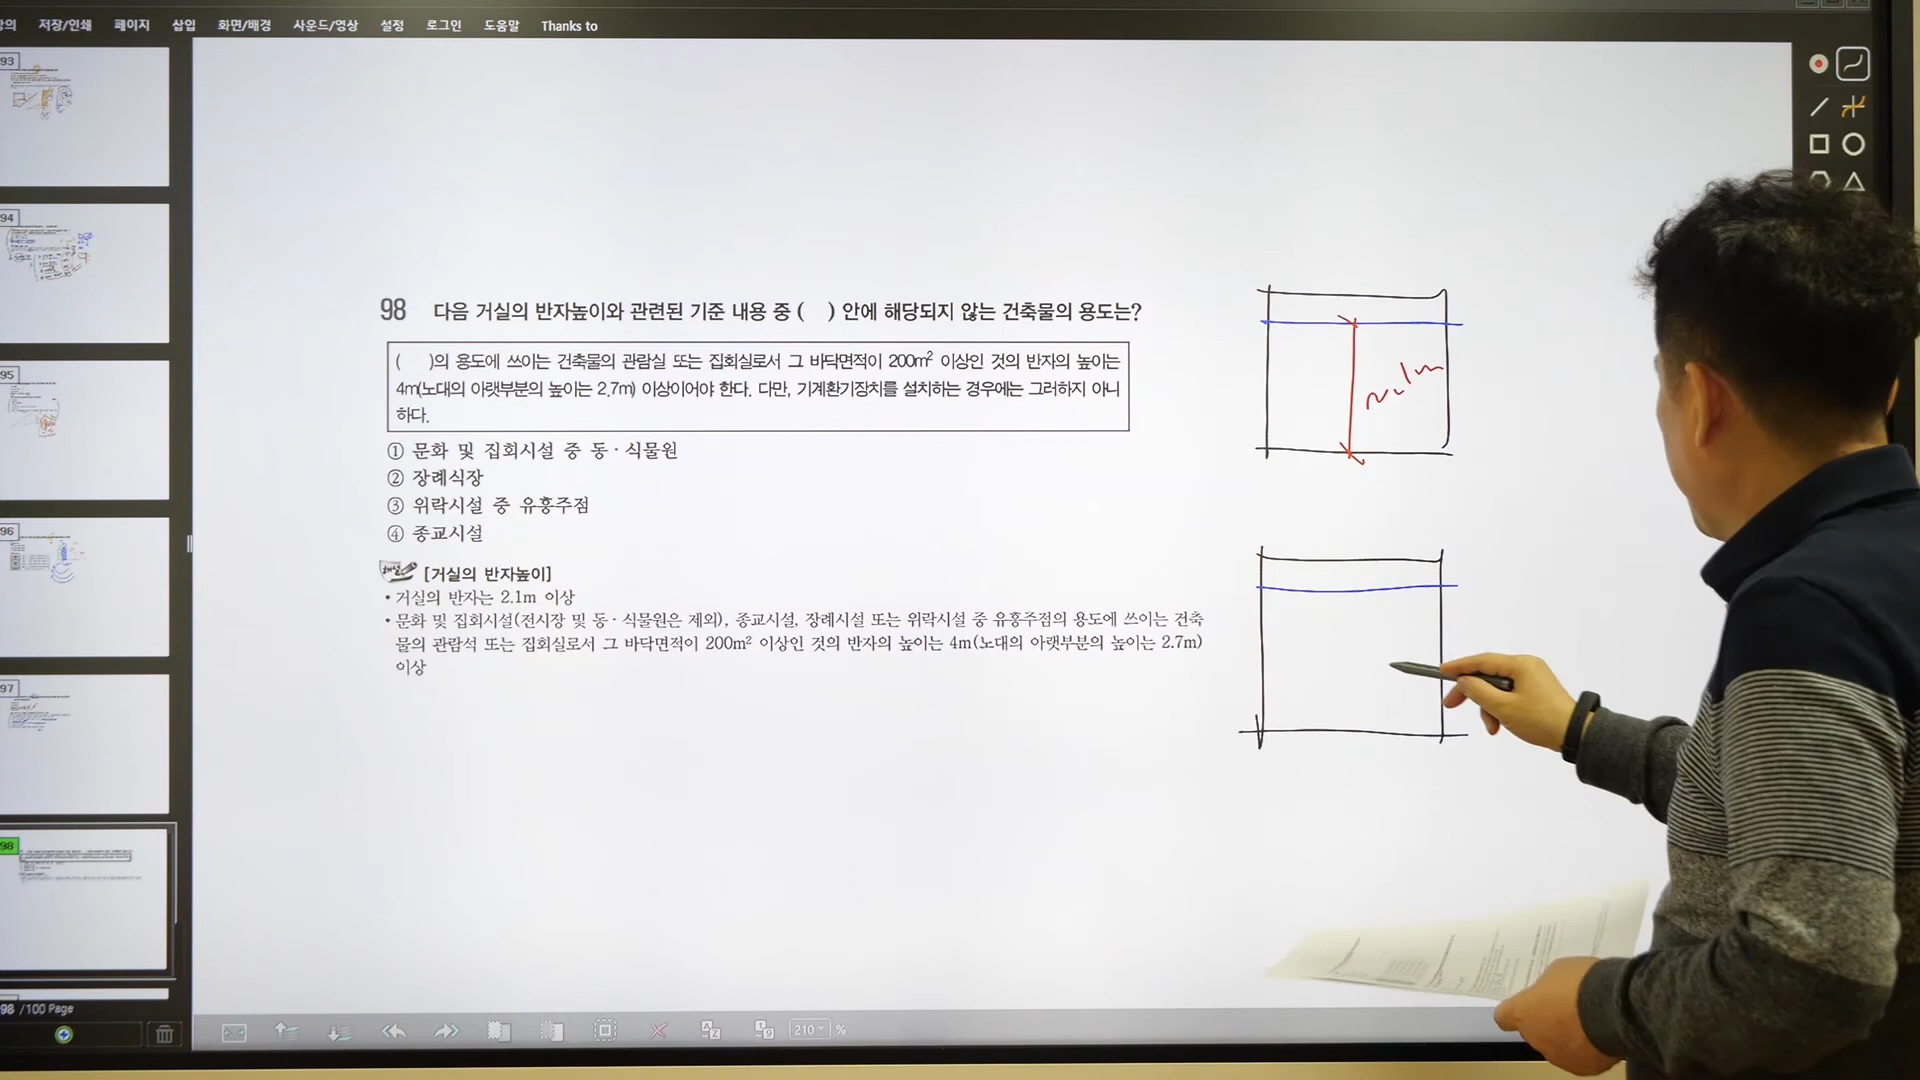 저장/인쇄 페이지 삽입 화면/배경 사운드/영상 설정 로그인 도움말 Thanks to
93
94
95
96
97
98
98 /100 Page
98 다음 거실의 반자높이와 관련된 기준 내용 중 ( ) 안에 해당되지 않는 건축물의 용도는?
( )의 용도에 쓰이는 건축물의 관람실 또는 집회실로서 그 바닥면적이 200m² 이상인 것의 반자의 높이는
4m(노대의 아랫부분의 높이는 2.7m) 이상이어야 한다. 다만, 기계환기장치를 설치하는 경우에는 그러하지 아니
하다.
① 문화 및 집회시설 중 동·식물원
② 장례식장
③ 위락시설 중 유흥주점
④ 종교시설
해설 [거실의 반자높이]
• 거실의 반자는 2.1m 이상
• 문화 및 집회시설(전시장 및 동·식물원은 제외), 종교시설, 장례시설 또는 위락시설 중 유흥주점의 용도에 쓰이는 건축
물의 관람석 또는 집회실로서 그 바닥면적이 200m² 이상인 것의 반자의 높이는 4m(노대의 아랫부분의 높이는 2.7m)
이상
2.1m
210 %